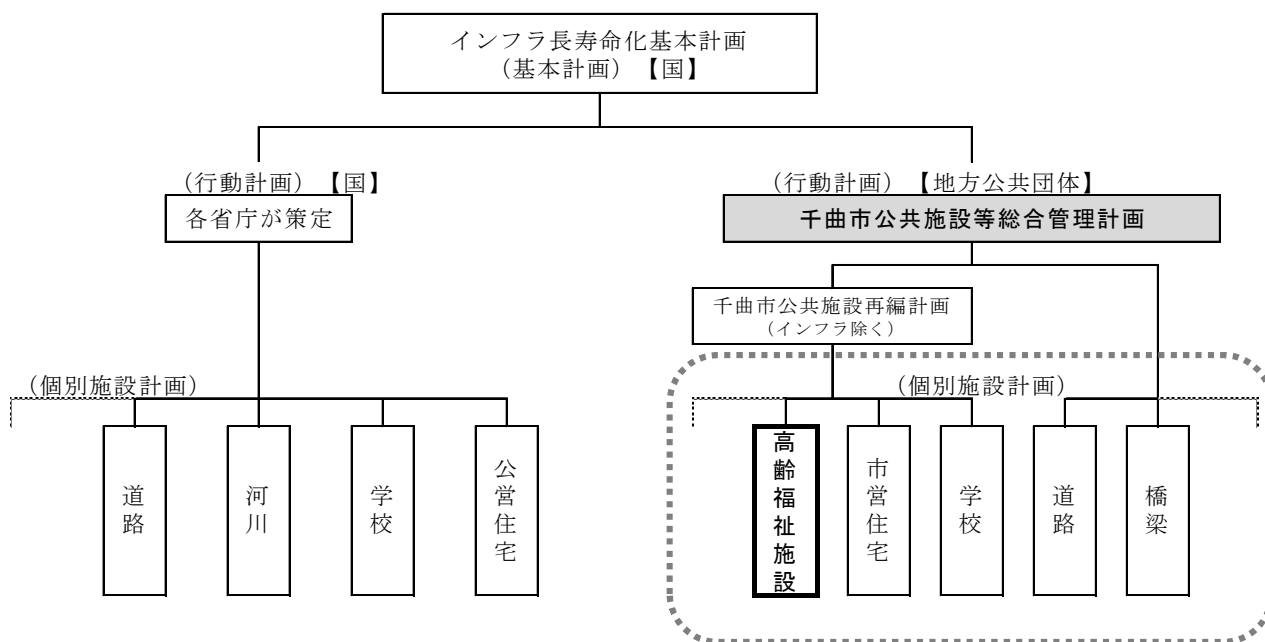 インフラ長寿命化基本計画
（基本計画）【国】
（行動計画）【国】
各省庁が策定
（行動計画）【地方公共団体】
千曲市公共施設等総合管理計画
千曲市公共施設再編計画
（インフラ除く）
（個別施設計画）
道路
河川
学校
公営住宅
（個別施設計画）
高齢福祉施設
市営住宅
学校
道路
橋梁